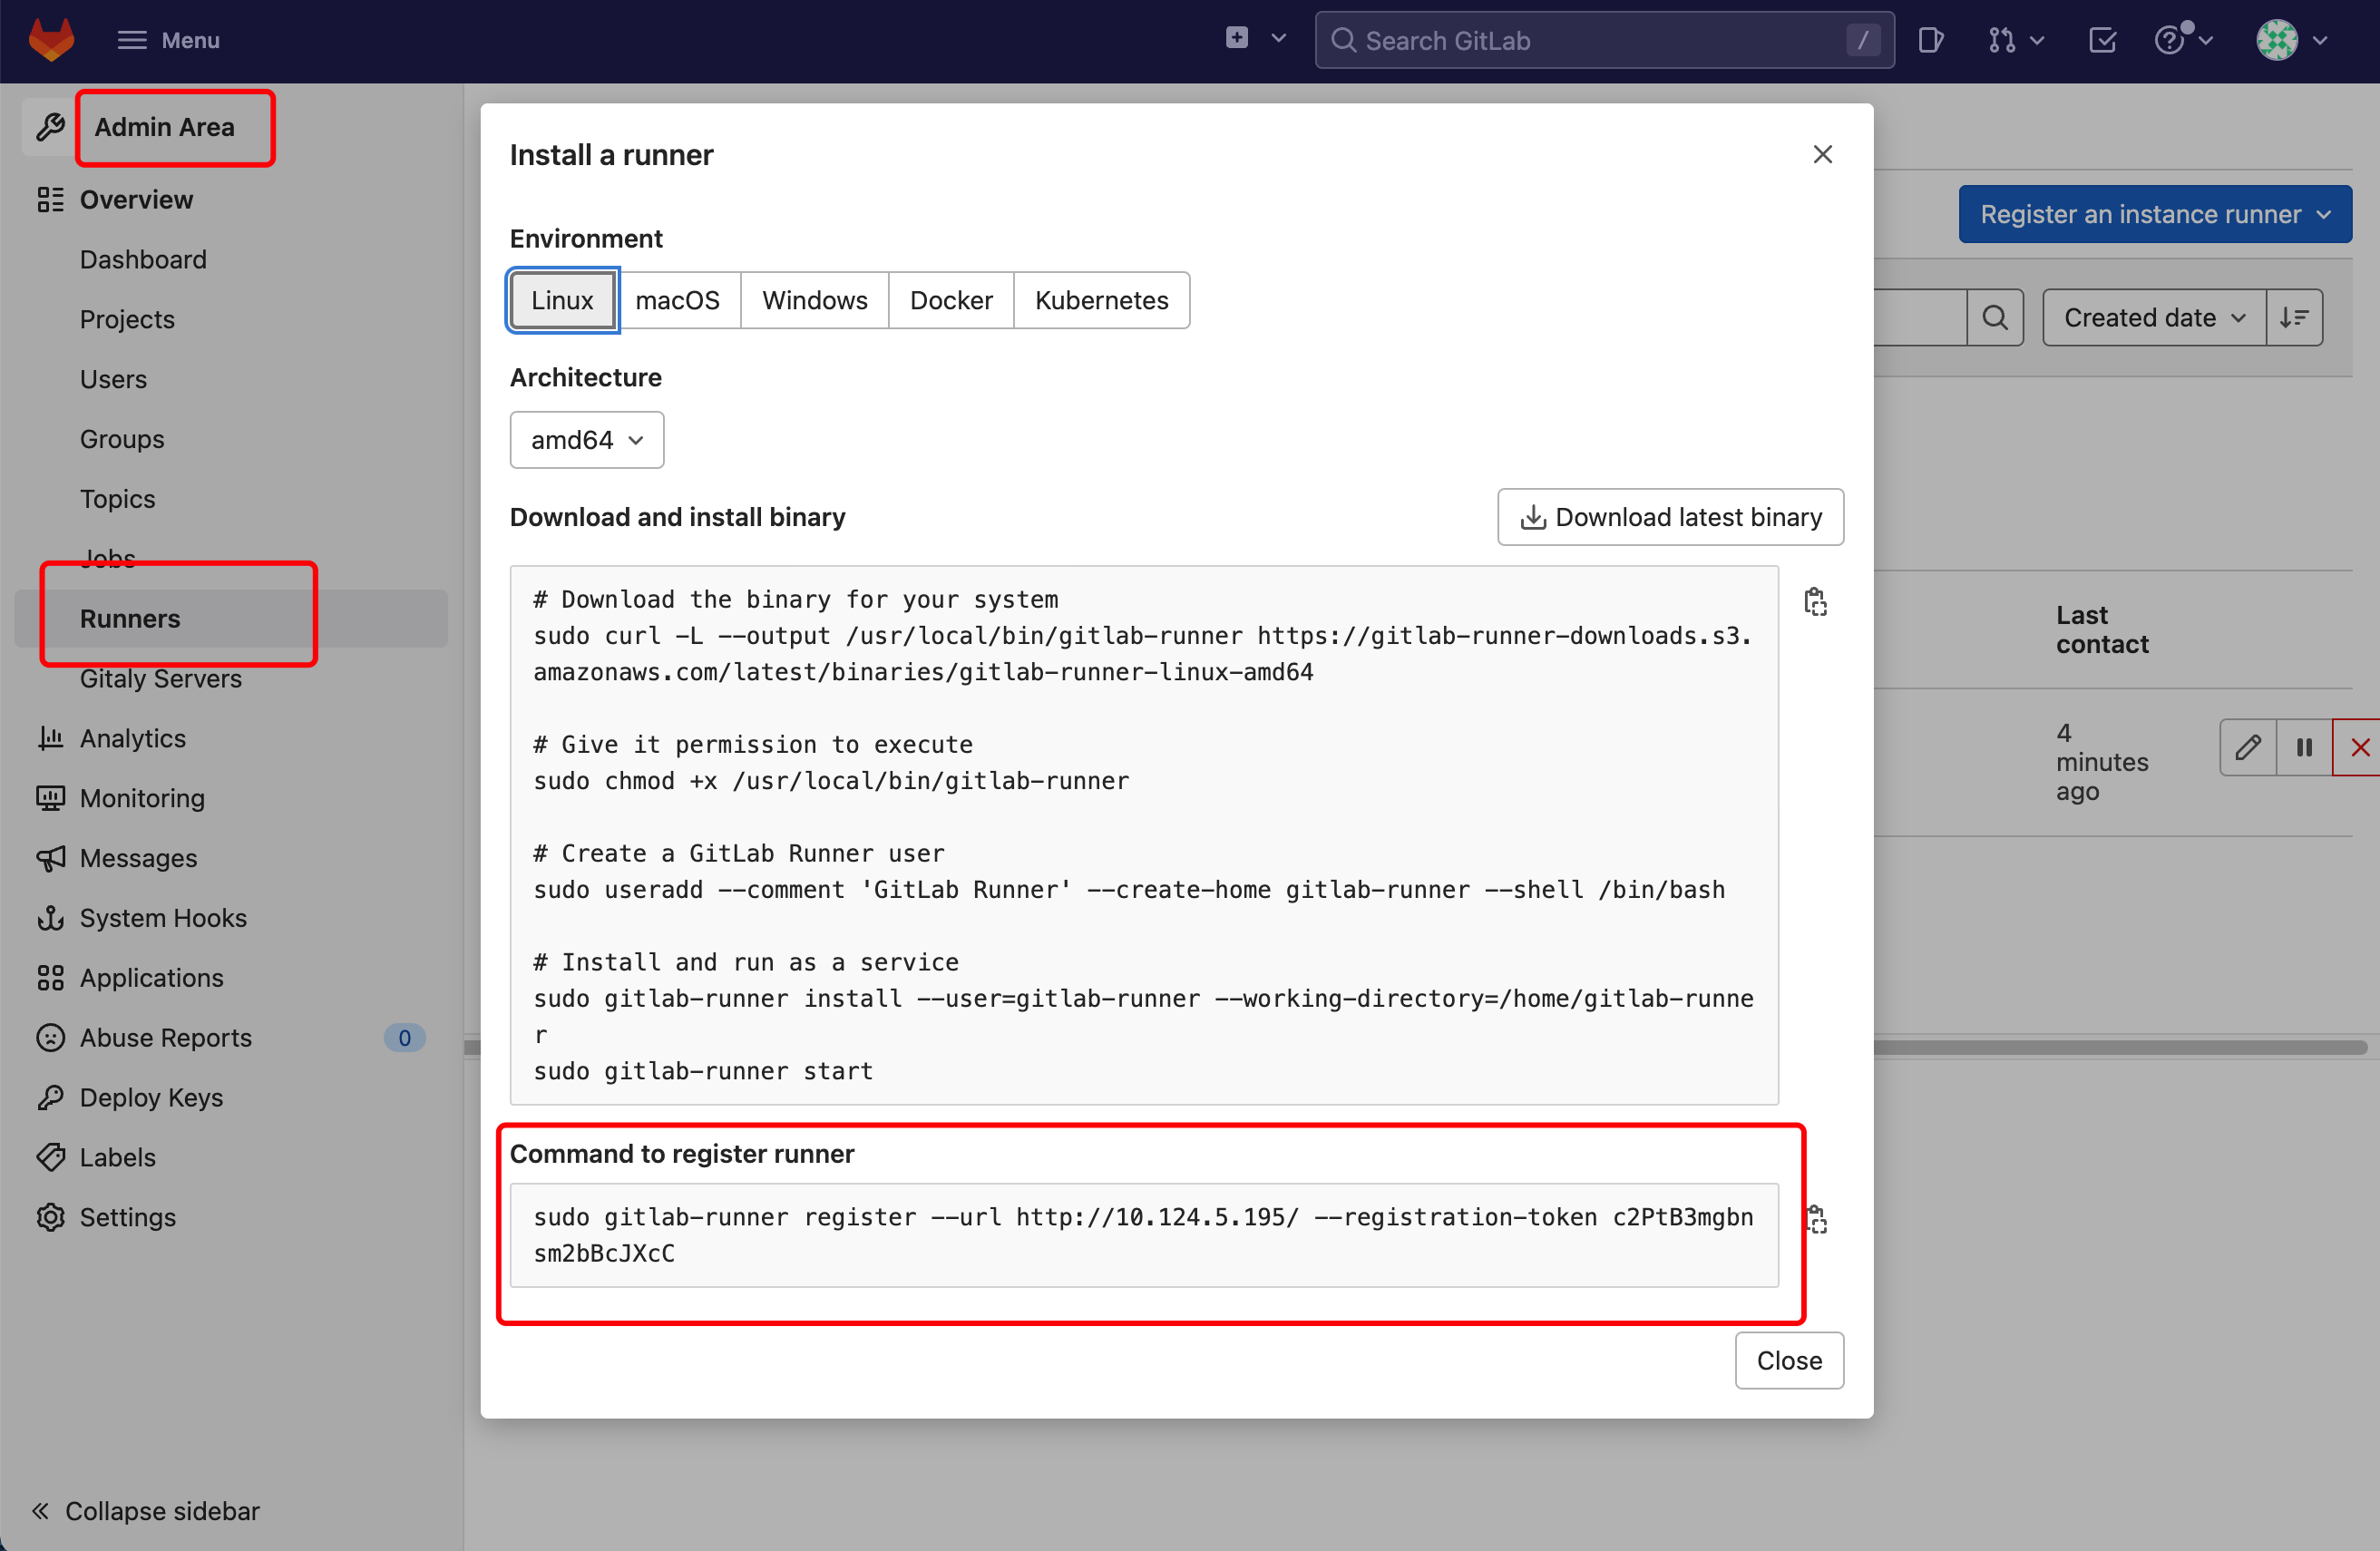 Menu
Search GitLab
/
Admin Area
Overview
Dashboard
Projects
Users
Groups
Topics
Jobs
Runners
Gitaly Servers
Analytics
Monitoring
Messages
System Hooks
Applications
Abuse Reports
0
Deploy Keys
Labels
Settings
Collapse sidebar
Install a runner
Environment
Linux
macOS
Windows
Docker
Kubernetes
Architecture
amd64
Download and install binary
Download latest binary
# Download the binary for your system
sudo curl -L --output /usr/local/bin/gitlab-runner https://gitlab-runner-downloads.s3.
amazonaws.com/latest/binaries/gitlab-runner-linux-amd64
# Give it permission to execute
sudo chmod +x /usr/local/bin/gitlab-runner
# Create a GitLab Runner user
sudo useradd --comment 'GitLab Runner' --create-home gitlab-runner --shell /bin/bash
# Install and run as a service
sudo gitlab-runner install --user=gitlab-runner --working-directory=/home/gitlab-runne
r
sudo gitlab-runner start
Command to register runner
sudo gitlab-runner register --url http://10.124.5.195/ --registration-token c2PtB3mgbn
sm2bBcJXcC
Close
Register an instance runner
Created date
Last
contact
4
minutes
ago